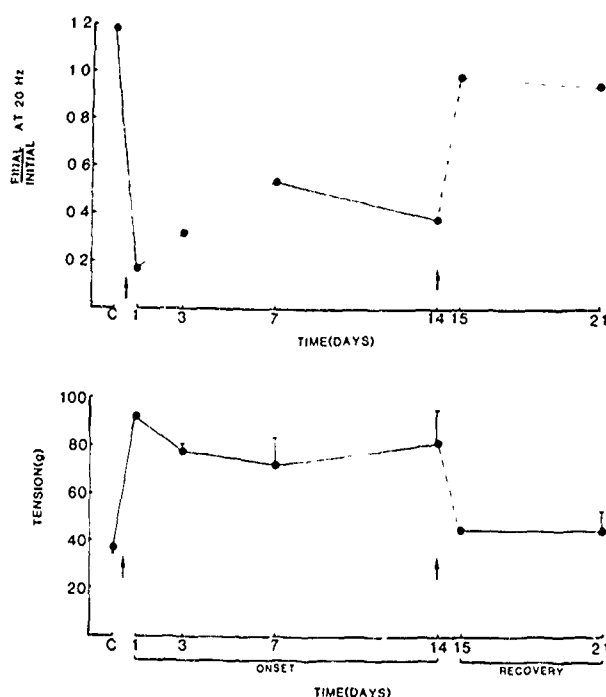 1.2
1.0
0.8
0.6
0.4
0.2
FINAL
INITIAL
AT 20 Hz
C 1 3 7 14 15 21
TIME(DAYS)
100
80
60
40
20
TENSION(g)
C 1 3 7 14 15 21
ONSET RECOVERY
TIME(DAYS)